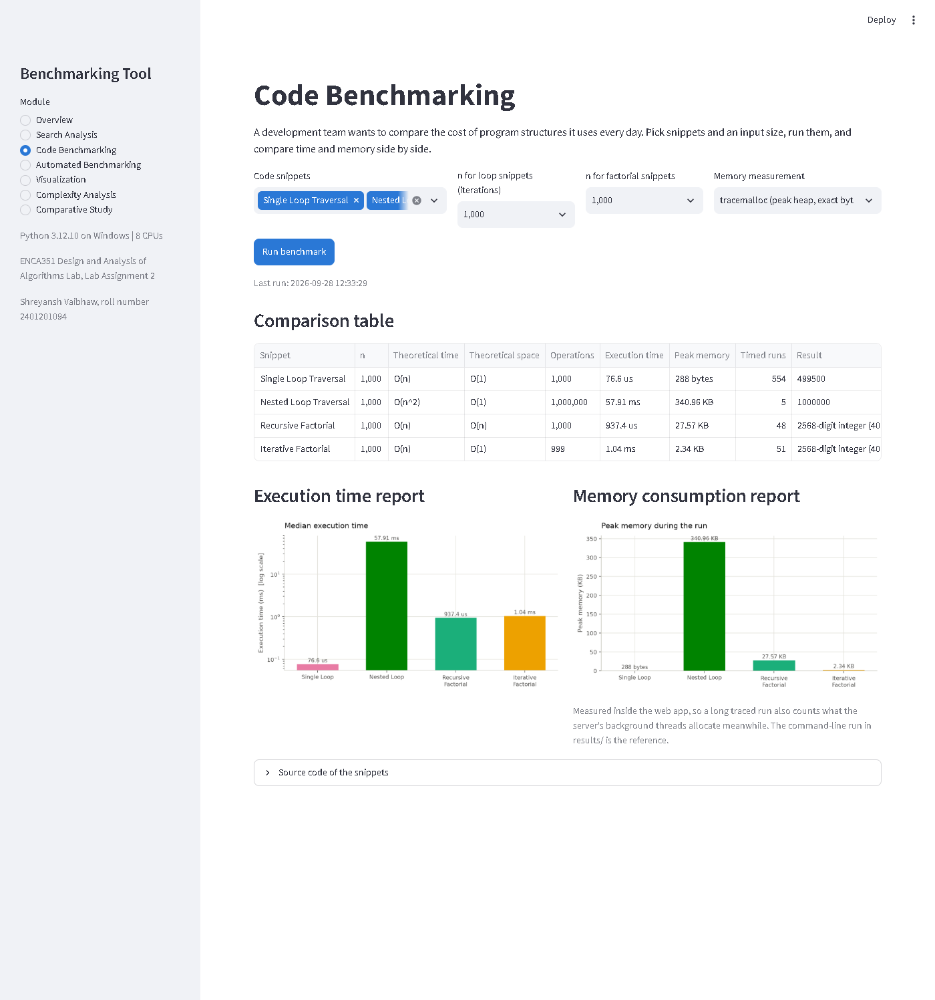 Deploy
Benchmarking Tool
Module
Overview
Search Analysis
Code Benchmarking
Automated Benchmarking
Visualization
Complexity Analysis
Comparative Study
Python 3.12.10 on Windows | 8 CPUs
ENCA351 Design and Analysis of
Algorithms Lab, Lab Assignment 2
Shreyansh Vaibhaw, roll number
2401201094
Code Benchmarking
A development team wants to compare the cost of program structures it uses every day. Pick snippets and an input size, run them, and
compare time and memory side by side.
Code snippets
Single Loop Traversal
Nested L
n for loop snippets
(iterations)
1,000
n for factorial snippets
1,000
Memory measurement
tracemalloc (peak heap, exact byt
Run benchmark
Last run: 2026-09-28 12:33:29
Comparison table
Snippet n Theoretical time Theoretical space Operations Execution time Peak memory Timed runs Result
Single Loop Traversal 1,000 O(n) O(1) 1,000 76.6 us 288 bytes 554 499500
Nested Loop Traversal 1,000 O(n^2) O(1) 1,000,000 57.91 ms 340.96 KB 5 1000000
Recursive Factorial 1,000 O(n) O(n) 1,000 937.4 us 27.57 KB 48 2568-digit integer (40
Iterative Factorial 1,000 O(n) O(1) 999 1.04 ms 2.34 KB 51 2568-digit integer (40
Execution time report
Median execution time
Execution time (ms) [log scale]
10¹
10⁰
10⁻¹
76.6 us
57.91 ms
937.4 us
1.04 ms
Single Loop
Nested Loop
Recursive
Factorial
Iterative
Factorial
Memory consumption report
Peak memory during the run
Peak memory (KB)
350
300
250
200
150
100
50
0
288 bytes
340.96 KB
27.57 KB
2.34 KB
Single Loop
Nested Loop
Recursive
Factorial
Iterative
Factorial
Measured inside the web app, so a long traced run also counts what the
server's background threads allocate meanwhile. The command-line run in
results/ is the reference.
Source code of the snippets